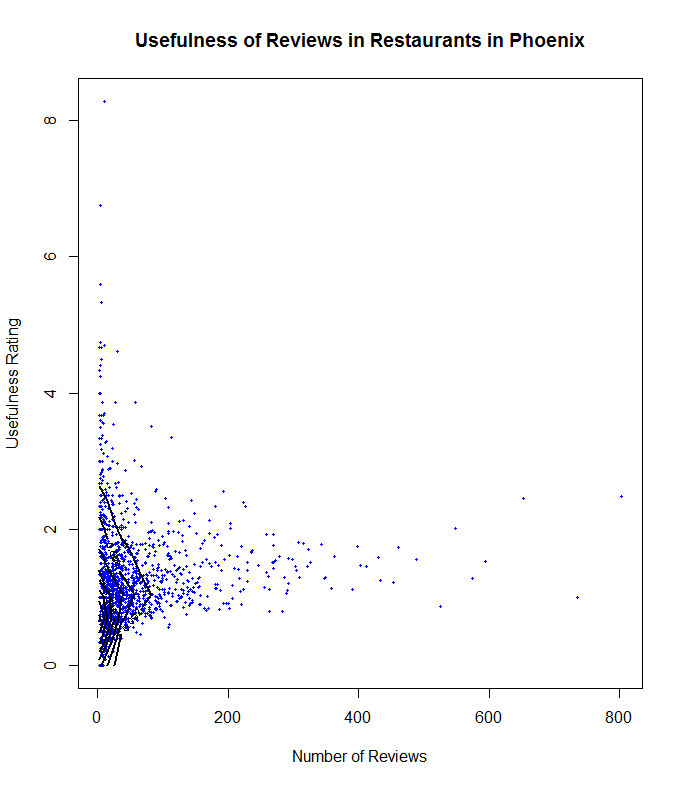 Usefulness of Reviews in Restaurants in Phoenix
8
6
4
2
0
Usefulness Rating
0 200 400 600 800
Number of Reviews